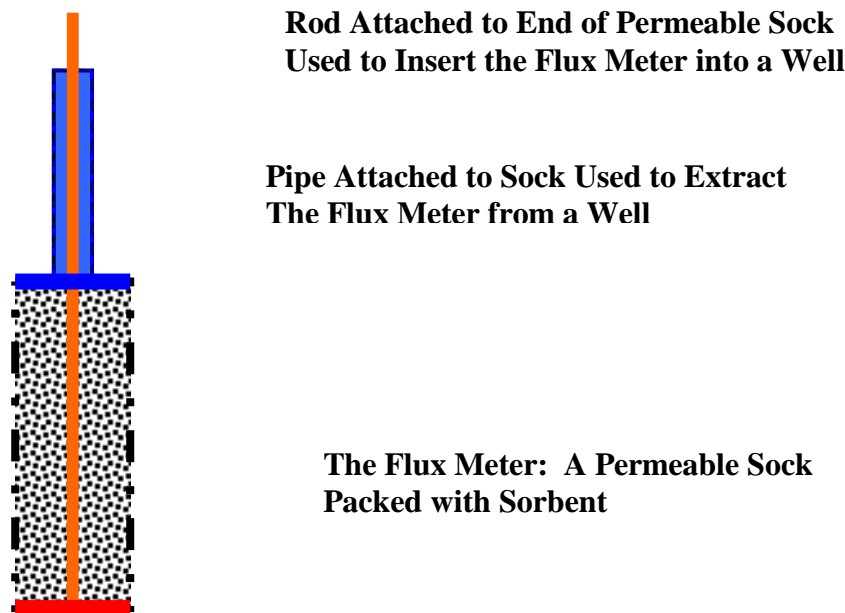 Rod Attached to End of Permeable Sock
Used to Insert the Flux Meter into a Well
Pipe Attached to Sock Used to Extract
The Flux Meter from a Well
The Flux Meter: A Permeable Sock
Packed with Sorbent